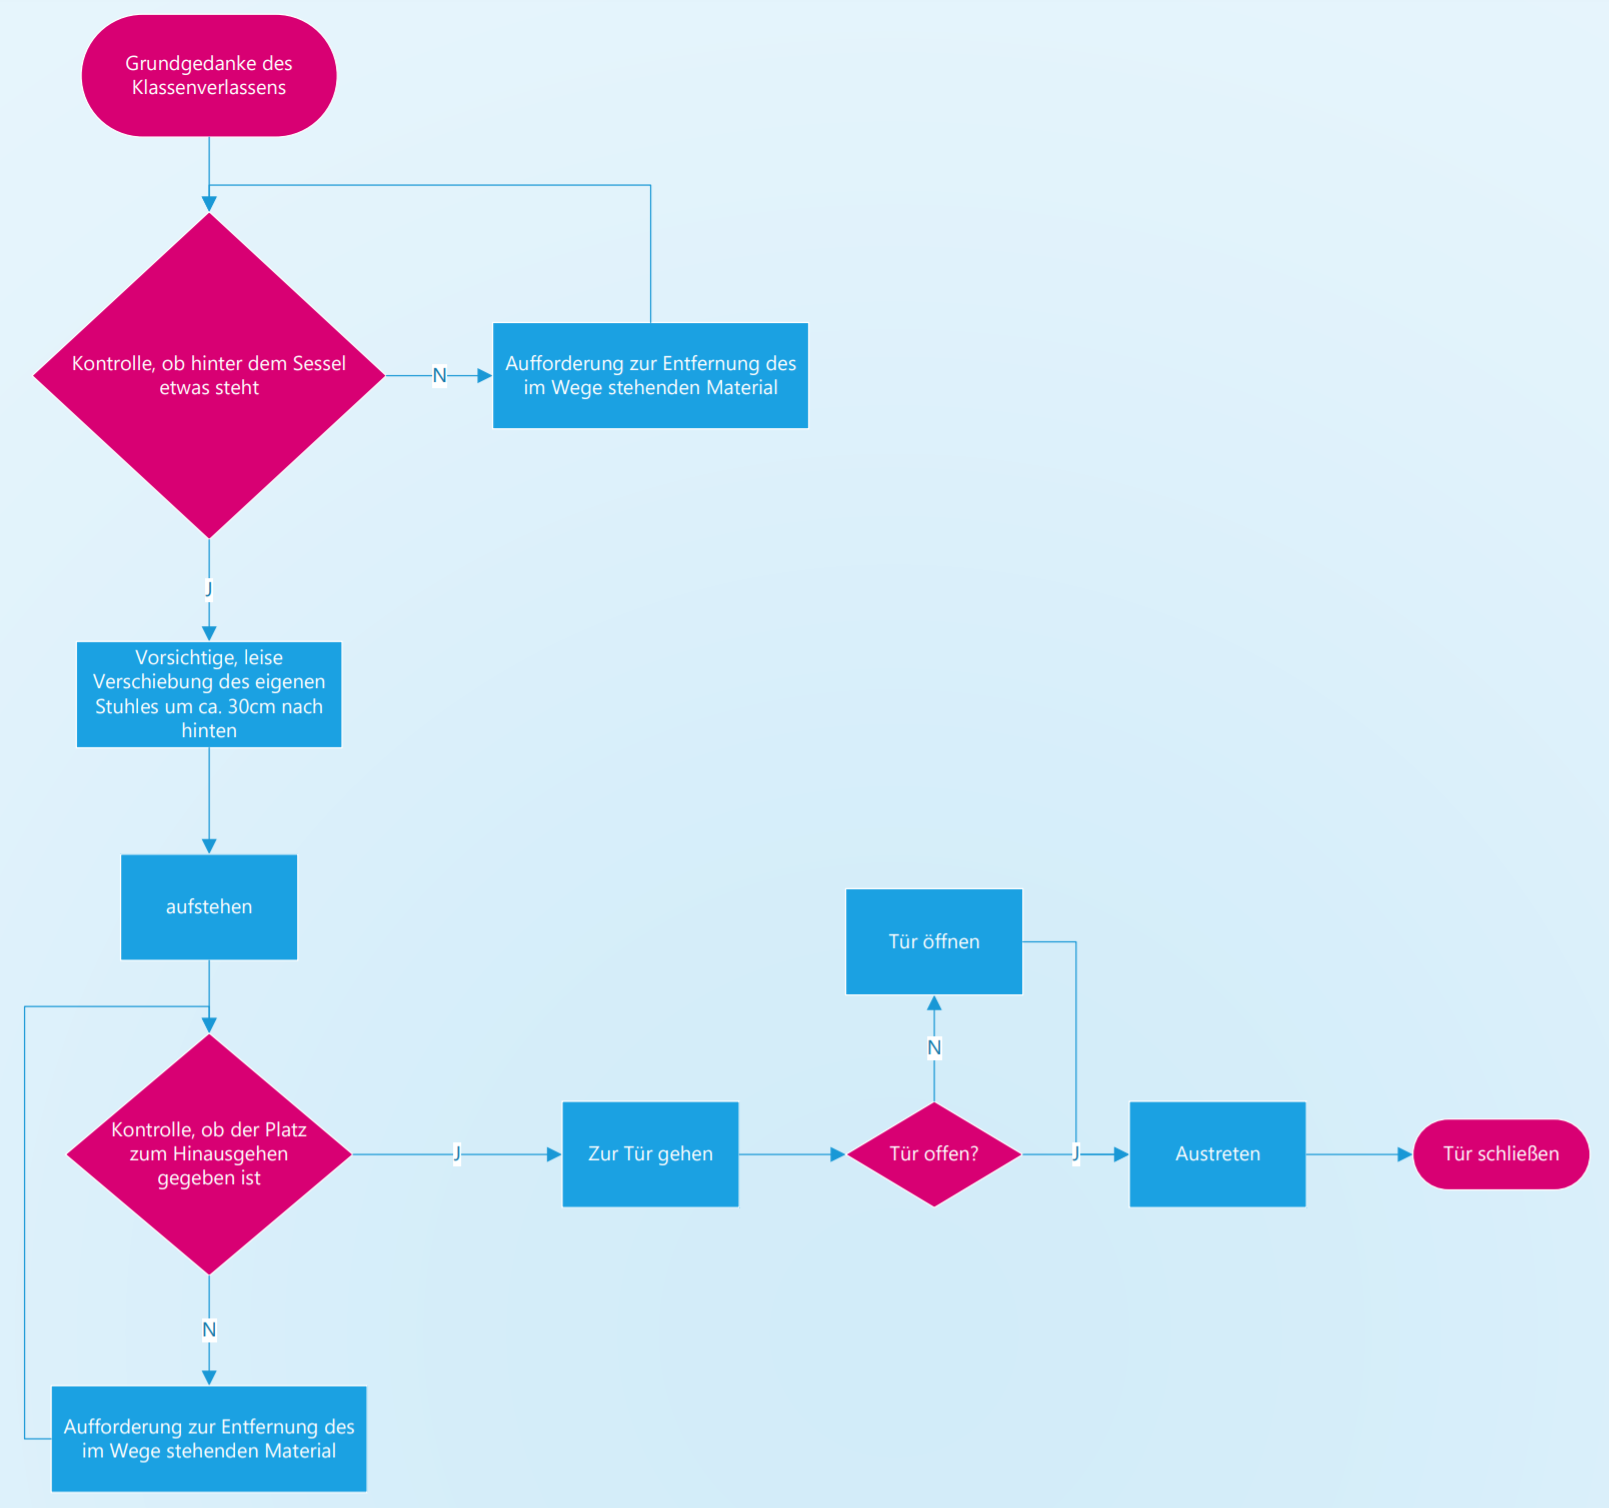 Grundgedanke des
Klassenverlassens
Kontrolle, ob hinter dem Sessel
etwas steht
N
Aufforderung zur Entfernung des
im Wege stehenden Material
J
Vorsichtige, leise
Verschiebung des eigenen
Stuhles um ca. 30cm nach
hinten
aufstehen
Kontrolle, ob der Platz
zum Hinausgehen
gegeben ist
J
Zur Tür gehen
Tür offen?
N
Tür öffnen
J
Austreten
Tür schließen
N
Aufforderung zur Entfernung des
im Wege stehenden Material